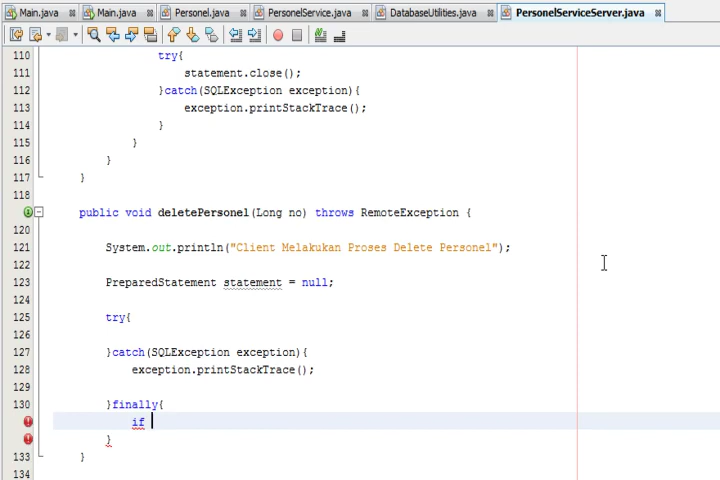 Main.java Main.java Personel.java PersonelService.java DatabaseUtilities.java PersonelServiceServer.java
110 try{
111 statement.close();
112 }catch(SQLException exception){
113 exception.printStackTrace();
114 }
115 }
116 }
117 }
118
public void deletePersonel(Long no) throws RemoteException {
120
121 System.out.println("Client Melakukan Proses Delete Personel");
122
123 PreparedStatement statement = null;
124
125 try{
126
127 }catch(SQLException exception){
128 exception.printStackTrace();
129
130 }finally{
if
}
133 }
134